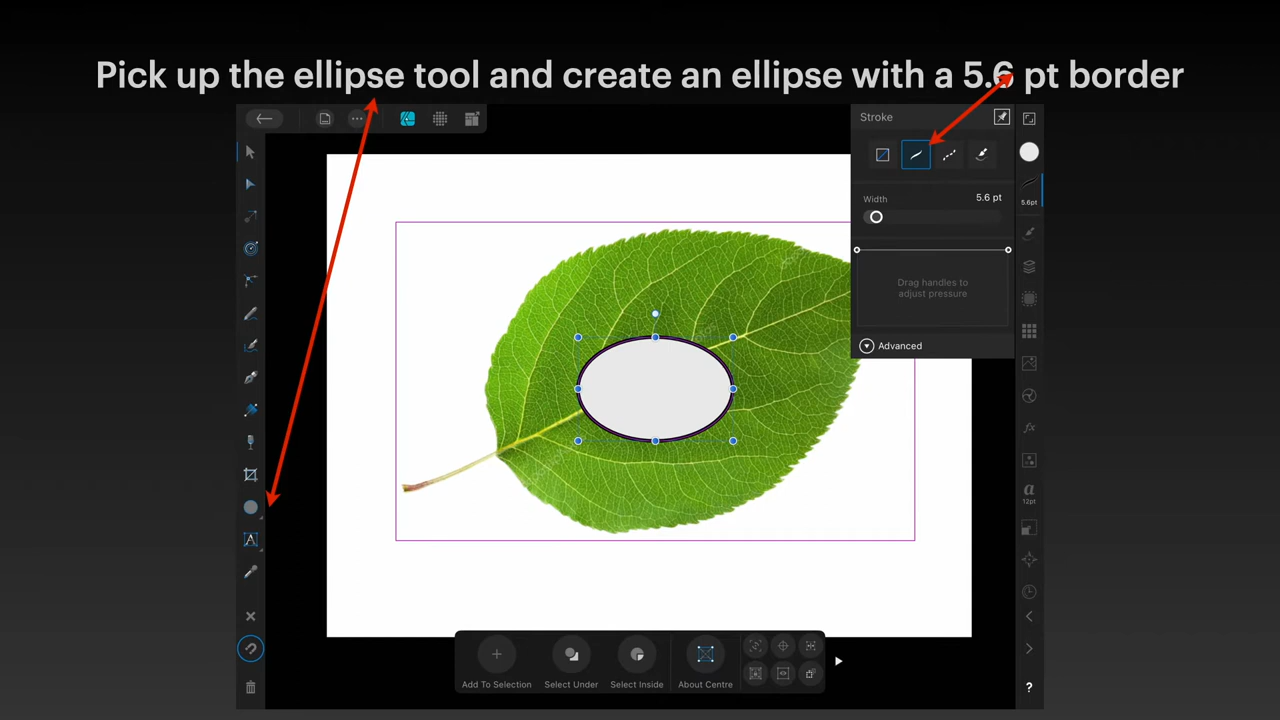 Pick up the ellipse tool and create an ellipse with a 5.6 pt border
Stroke
5.6pt
Width 5.6 pt
Drag handles to
adjust pressure
Advanced
a
12pt
fx
A
Add To Selection
Select Under
Select Inside
About Centre
?